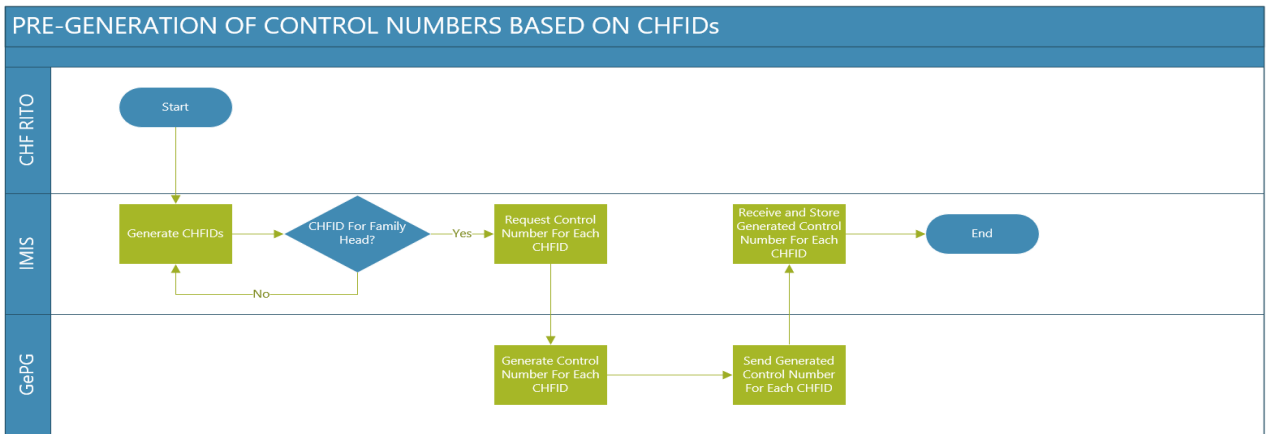 PRE-GENERATION OF CONTROL NUMBERS BASED ON CHFIDs
CHF RITO
Start
IMIS
Generate CHFIDs
CHFID For Family
Head?
Yes
No
Request Control
Number For Each
CHFID
Receive and Store
Generated Control
Number For Each
CHFID
End
GePG
Generate Control
Number For Each
CHFID
Send Generated
Control Number
For Each CHFID